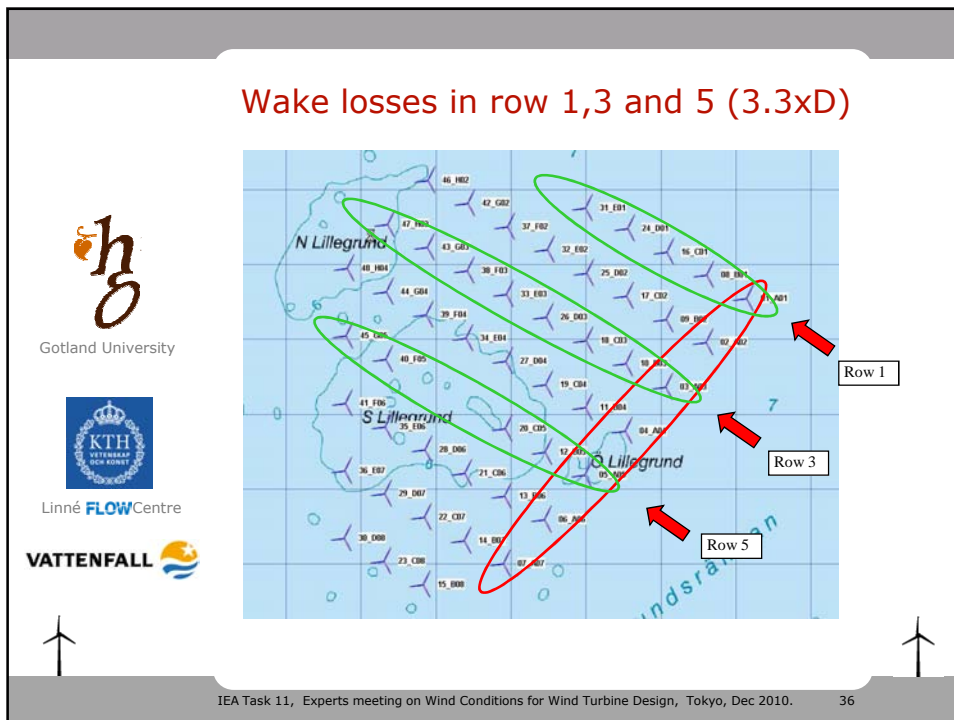 Wake losses in row 1,3 and 5 (3.3xD)
hg
Gotland University
KTH
VETENSKAP
OCH KONST
Linné FLOW Centre
VATTENFALL
46_H02
42_G02
31_E01
37_F02
24_D01
47_H03
N Lillegrund
43_G03
32_E02
16_C01
48_H04
38_F03
25_D02
08_B01
44_G04
33_E03
17_C02
01_A01
6
39_F04
26_D03
09_B02
45_G05
34_E04
18_C03
02_A02
40_F05
27_D04
10_B03
Row 1
19_C04
03_A03
41_F06
11_B04
7
S Lillegrund
35_E06
20_C05
04_A04
28_D06
12_B05
Ö Lillegrund
Row 3
36_E07
21_C06
05_A05
29_D07
13_B06
22_C07
06_A06
30_D08
14_B07
Row 5
23_C08
07_A07
15_B08
undsrännan
IEA Task 11, Experts meeting on Wind Conditions for Wind Turbine Design, Tokyo, Dec 2010.
36